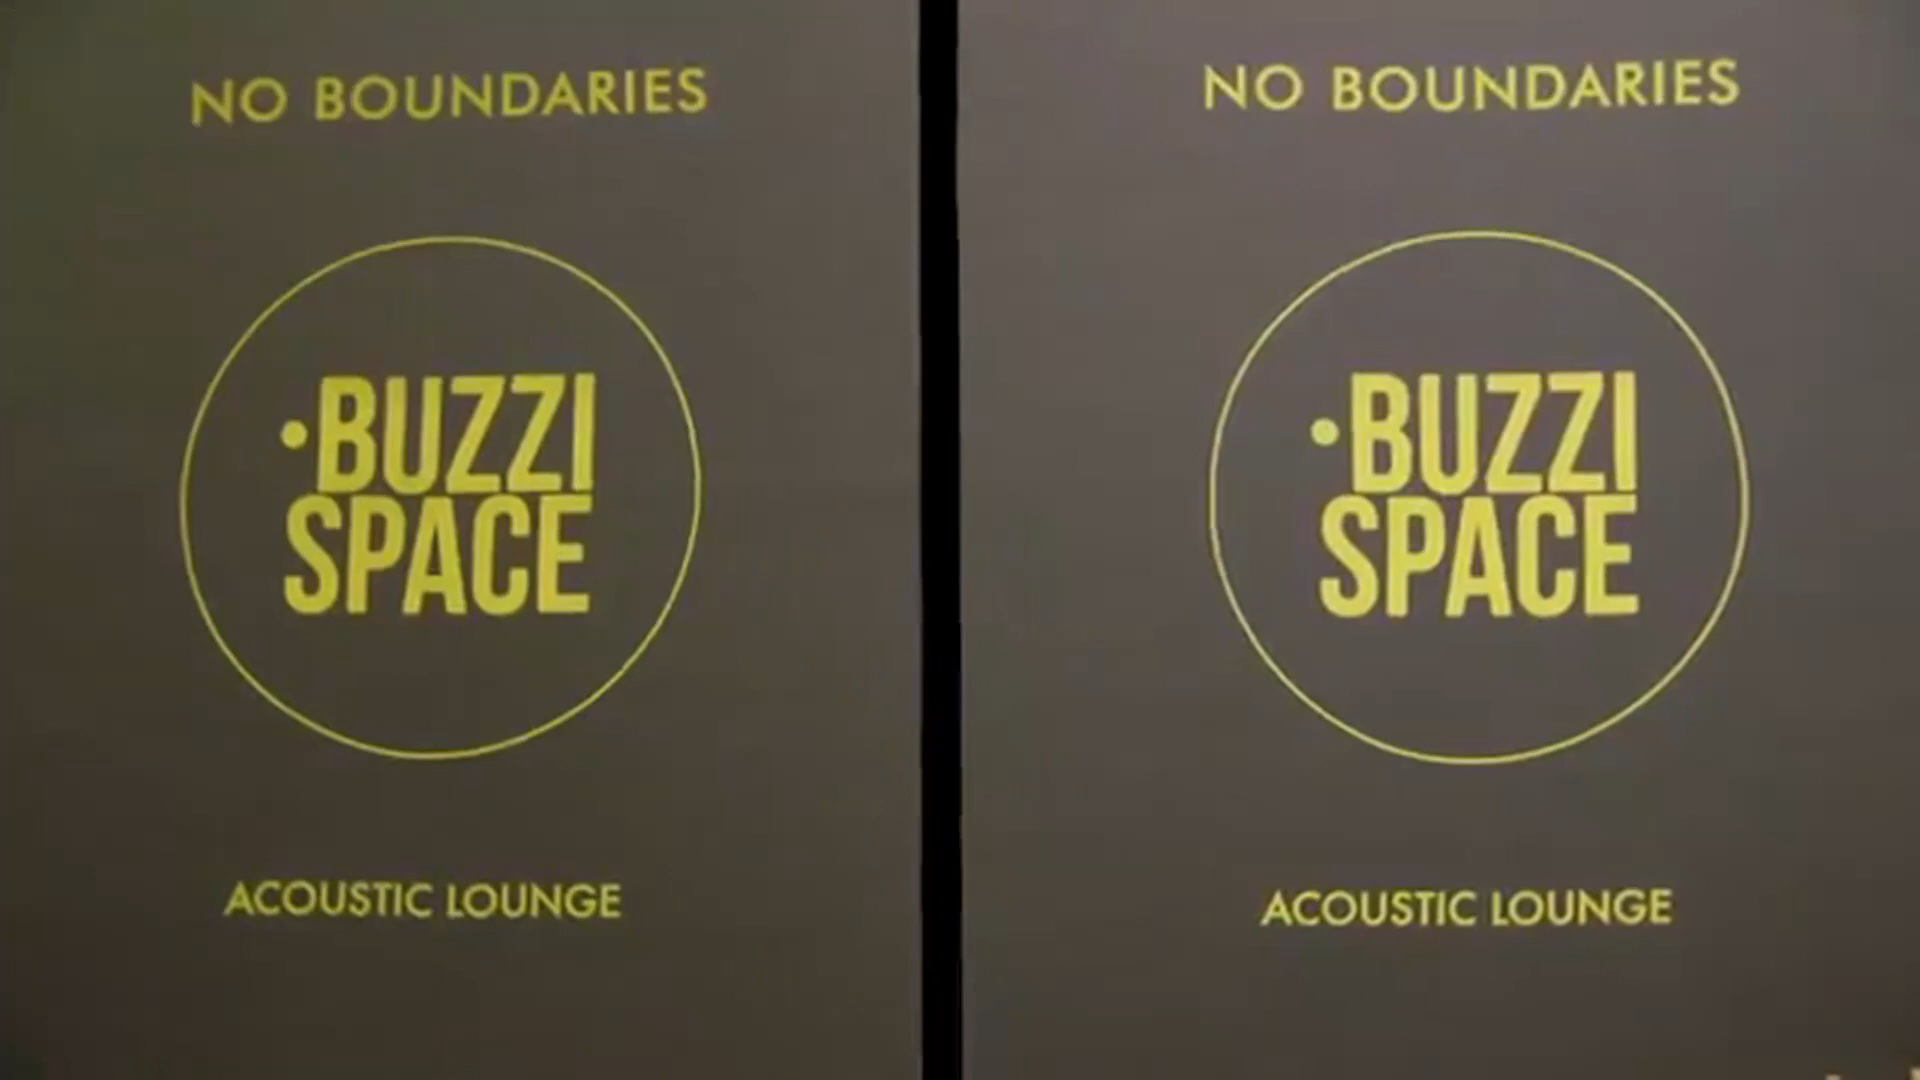 NO BOUNDARIES
•BUZZI
SPACE
ACOUSTIC LOUNGE
NO BOUNDARIES
•BUZZI
SPACE
ACOUSTIC LOUNGE